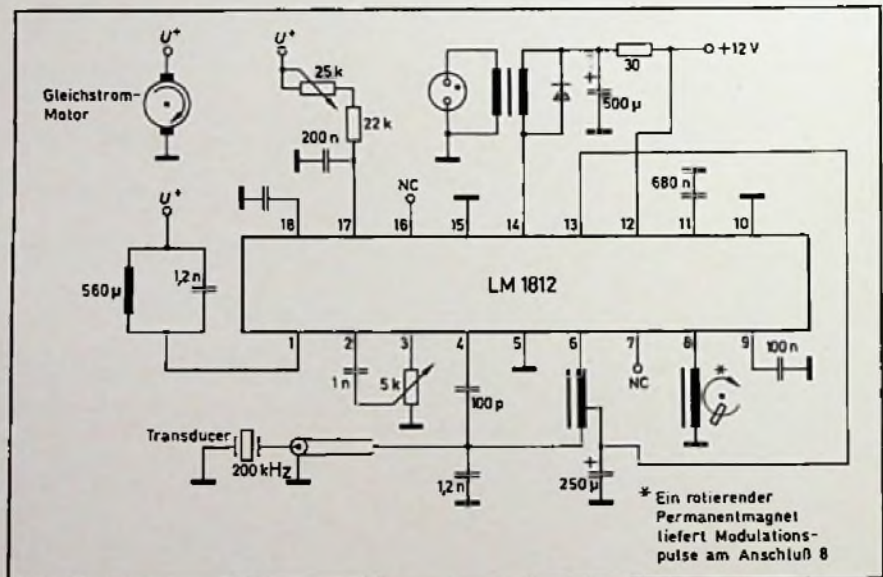 U⁺
Gleichstrom-
Motor
U⁺
25 k
22 k
200 n
NC
500 µ
30
+12 V
680 n
18 17 16 15 14 13 12 11 10
U⁺
560 µ
1,2 n
LM 1812
1 2 3 4 5 6 7 8 9
1 n
5 k
100 p
NC
*
100 n
Transducer
200 kHz
1,2 n
+
250 µ
* Ein rotierender
Permanentmagnet
liefert Modulations-
pulse am Anschluß 8